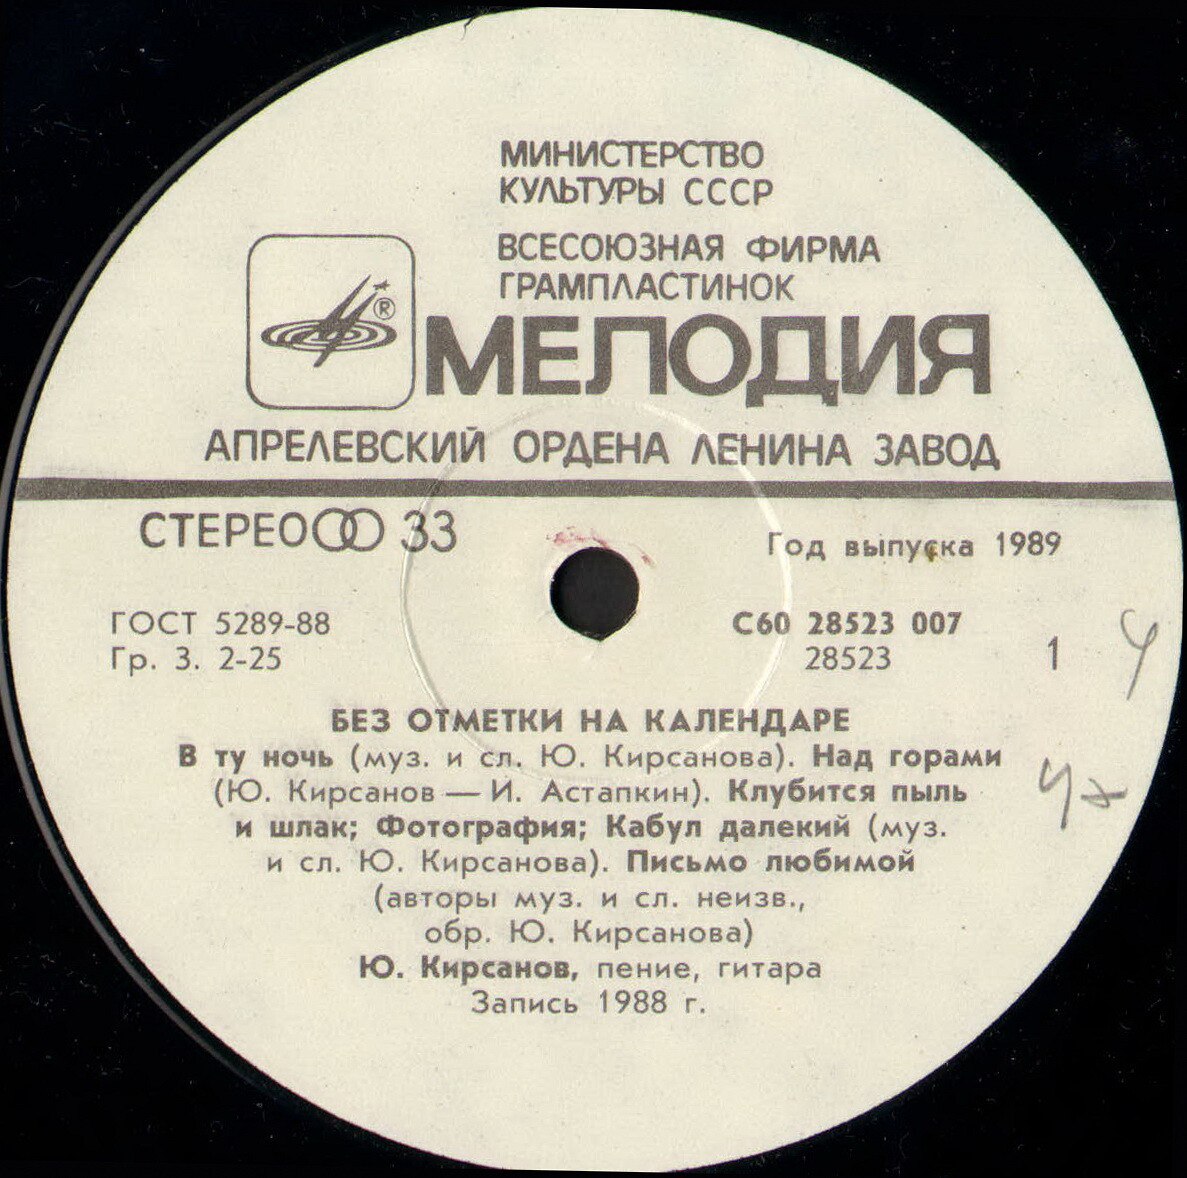 МИНИСТЕРСТВО
КУЛЬТУРЫ СССР
ВСЕСОЮЗНАЯ ФИРМА
ГРАМПЛАСТИНОК
®
МЕЛОДИЯ
АПРЕЛЕВСКИЙ ОРДЕНА ЛЕНИНА ЗАВОД
СТЕРЕО 33
Год выпуска 1989
ГОСТ 5289-88
Гр. 3. 2-25
С60 28523 007
28523
1
БЕЗ ОТМЕТКИ НА КАЛЕНДАРЕ
В ту ночь (муз. и сл. Ю. Кирсанова). Над горами
(Ю. Кирсанов — И. Астапкин). Клубится пыль
и шлак; Фотография; Кабул далекий (муз.
и сл. Ю. Кирсанова). Письмо любимой
(авторы муз. и сл. неизв.,
обр. Ю. Кирсанова)
Ю. Кирсанов, пение, гитара
Запись 1988 г.